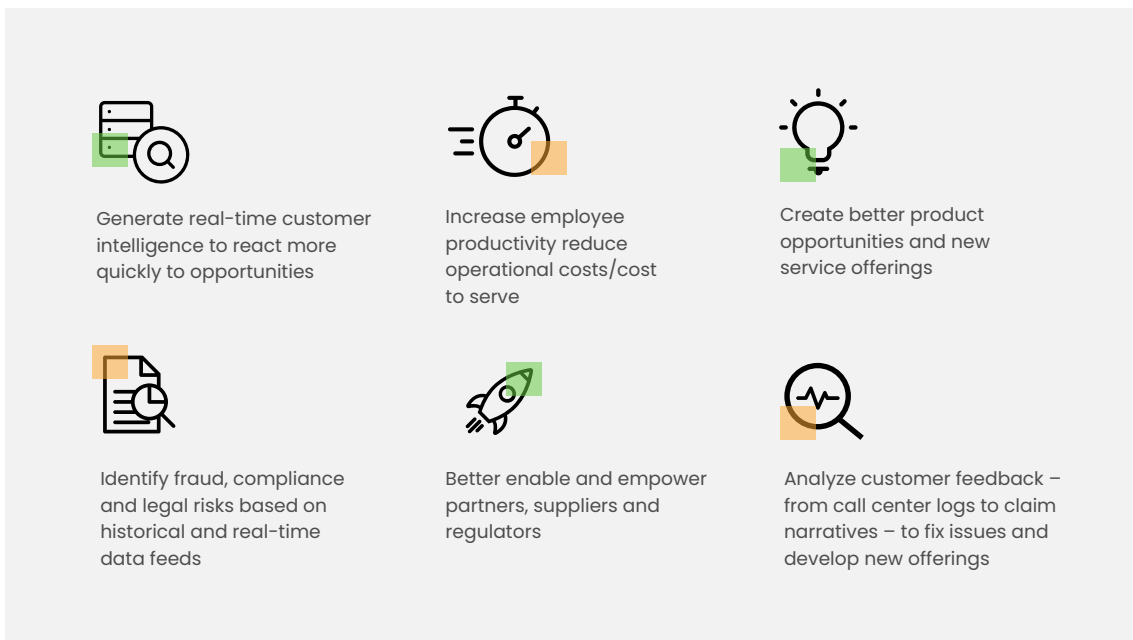 Generate real-time customer
intelligence to react more
quickly to opportunities
Increase employee
productivity reduce
operational costs/cost
to serve
Create better product
opportunities and new
service offerings
Identify fraud, compliance
and legal risks based on
historical and real-time
data feeds
Better enable and empower
partners, suppliers and
regulators
Analyze customer feedback –
from call center logs to claim
narratives – to fix issues and
develop new offerings